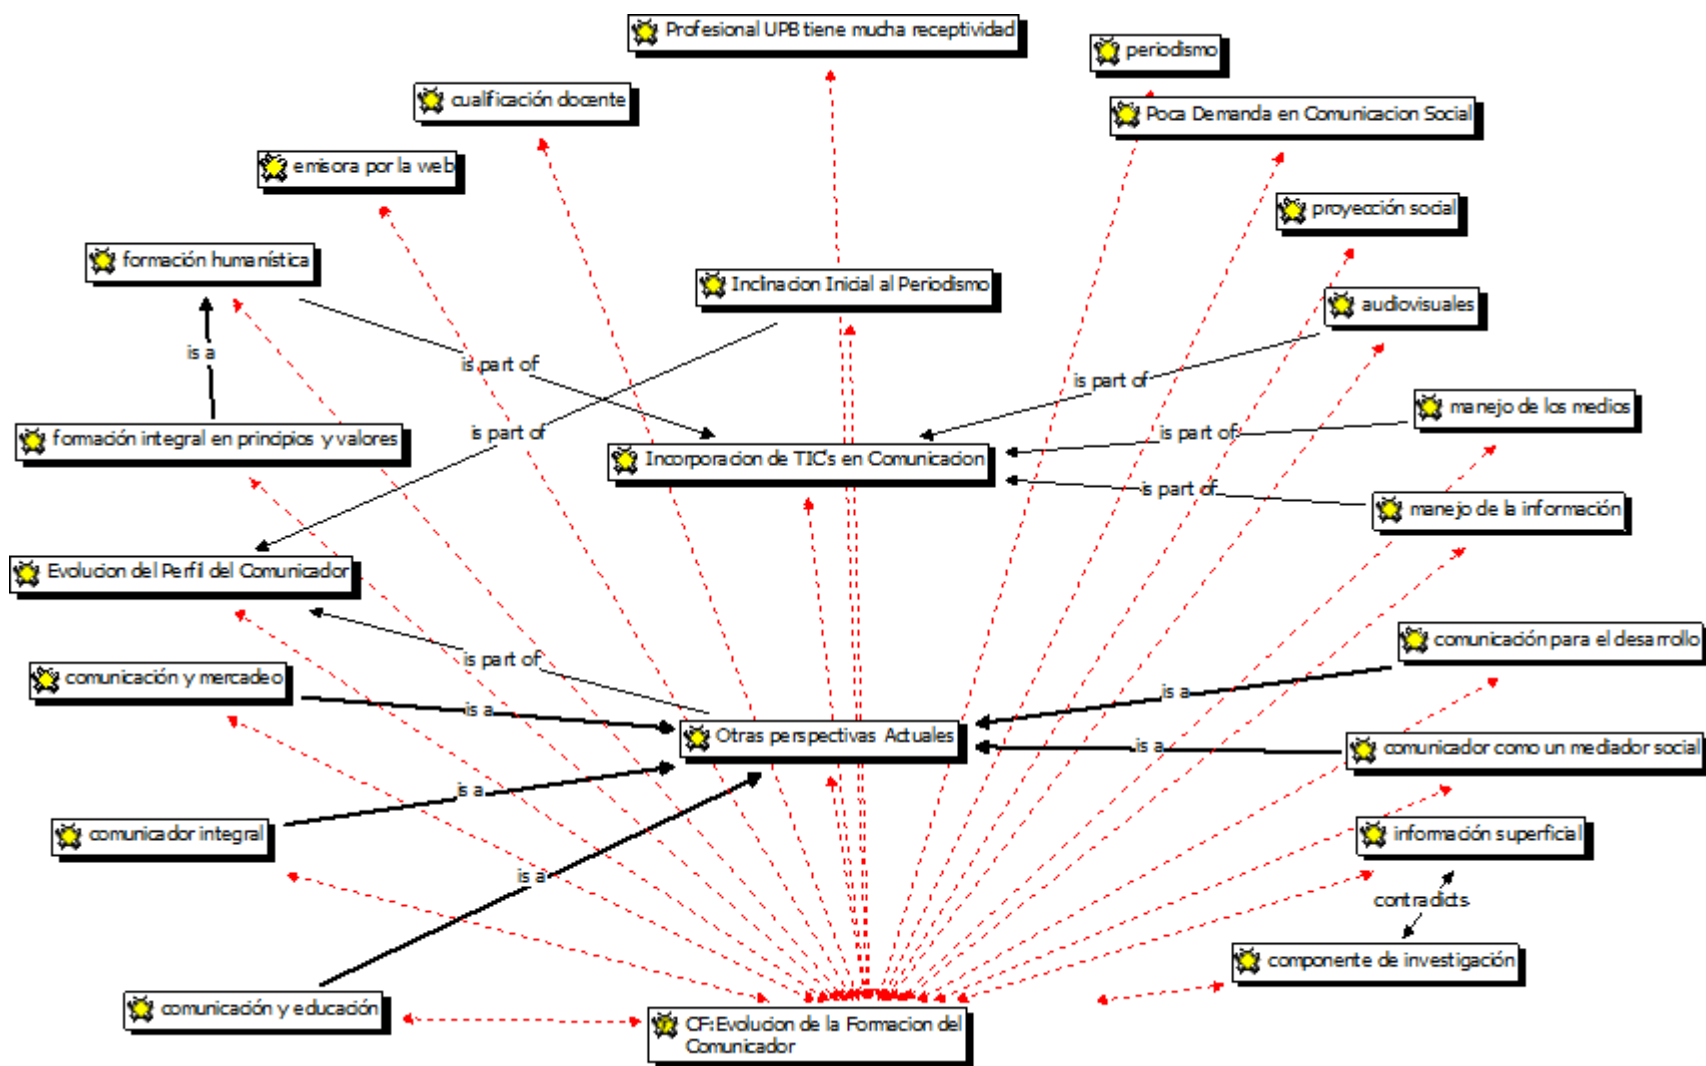 Profesional UPB tiene mucha receptividad
periodismo
cualificación docente
Poca Demanda en Comunicacion Social
emisora por la web
proyección social
formación humanística
Inclinacion Inicial al Periodismo
audiovisuales
is a
is part of
is part of
manejo de los medios
formación integral en principios y valores
is part of
is part of
Incorporacion de TIC's en Comunicacion
is part of
manejo de la información
Evolucion del Perfil del Comunicador
comunicación para el desarrollo
is part of
comunicación y mercadeo
is a
is a
Otras perspectivas Actuales
is a
comunicador como un mediador social
is a
comunicador integral
información superficial
is a
contradicts
componente de investigación
comunicación y educación
CF:Evolucion de la Formacion del
Comunicador